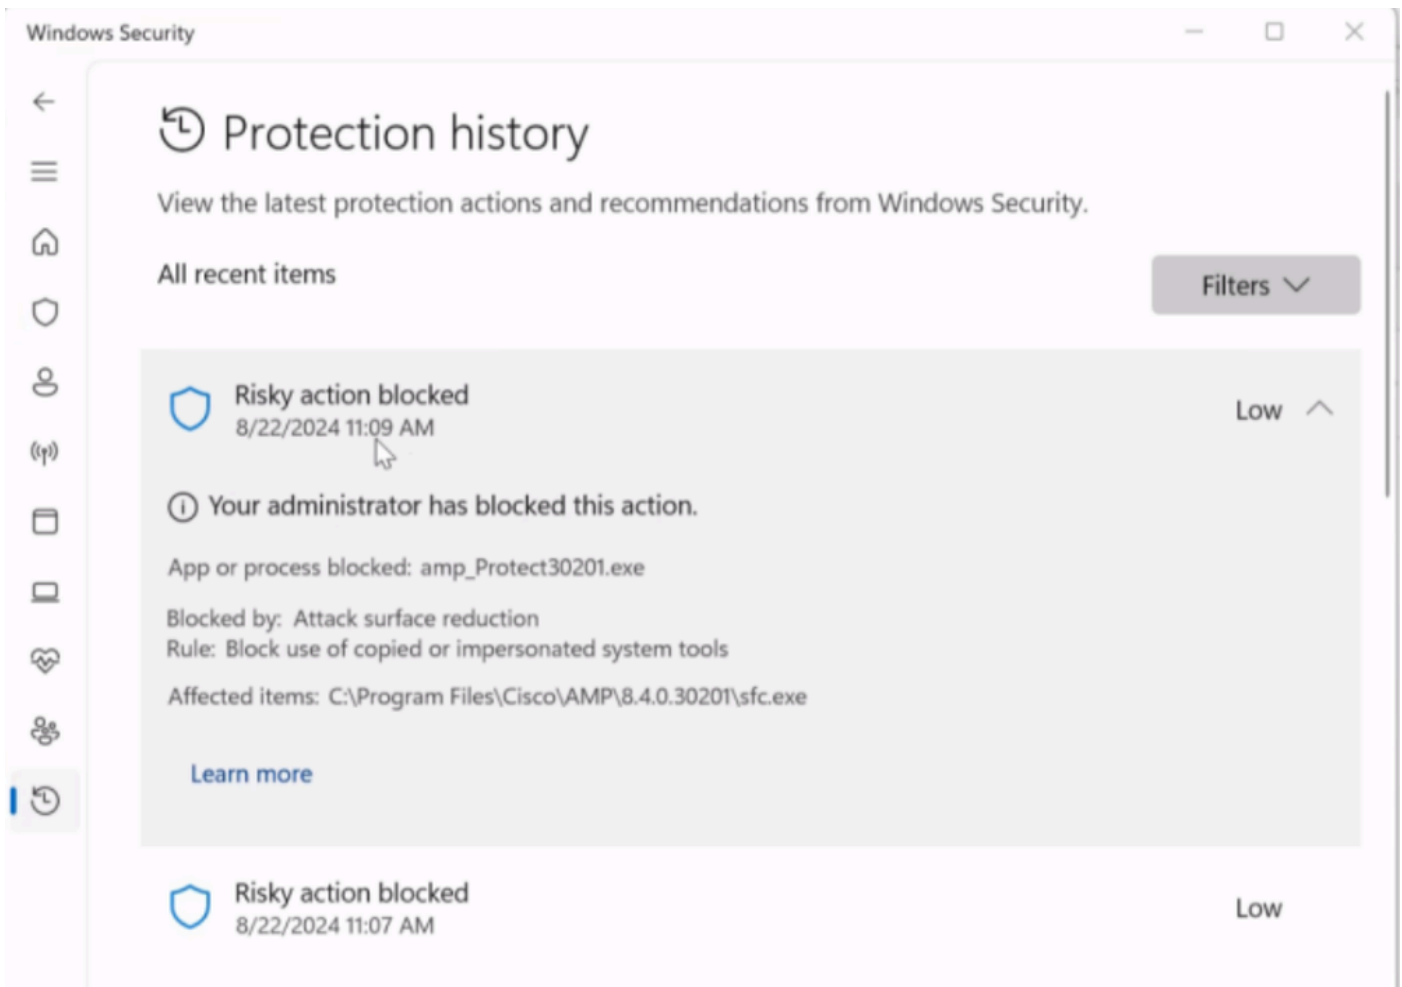 Windows Security
Protection history
View the latest protection actions and recommendations from Windows Security.
All recent items
Filters
Risky action blocked
8/22/2024 11:09 AM
Low
Your administrator has blocked this action.
App or process blocked: amp_Protect30201.exe
Blocked by: Attack surface reduction
Rule: Block use of copied or impersonated system tools
Affected items: C:\Program Files\Cisco\AMP\8.4.0.30201\sfc.exe
Learn more
Risky action blocked
8/22/2024 11:07 AM
Low